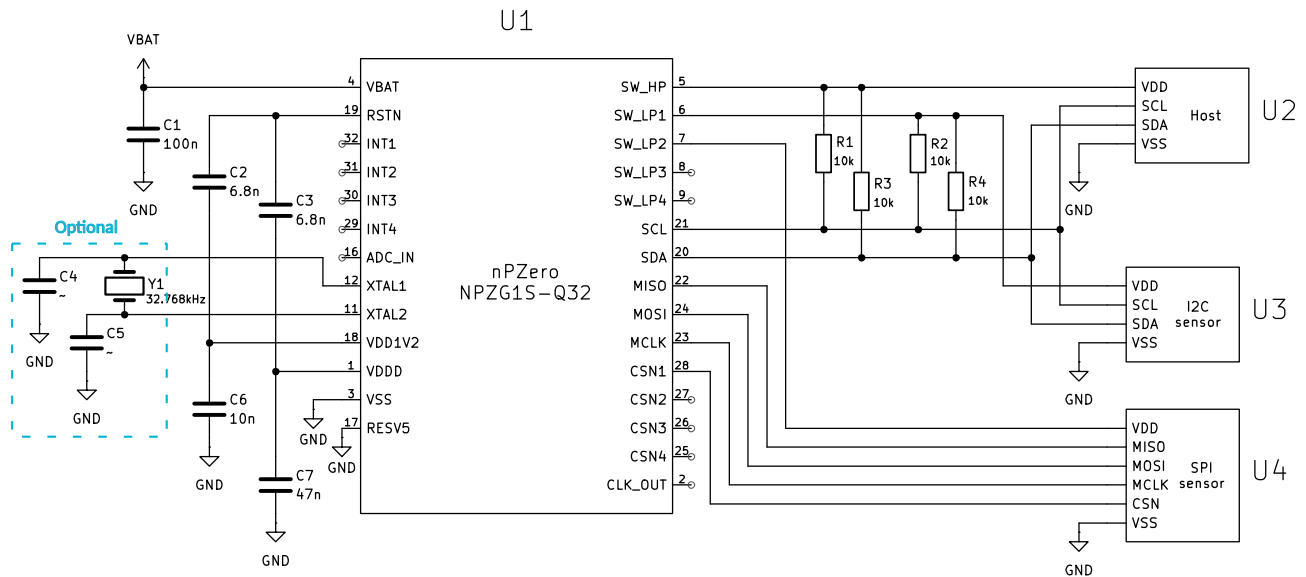 U1
VBAT
4 VBAT
19 RSTN
32 INT1
31 INT2
30 INT3
29 INT4
16 ADC_IN
12 XTAL1
11 XTAL2
18 VDD1V2
1 VDDD
3 VSS
17 RESV5
nPZero
NPZG1S-Q32
SW_HP 5
SW_LP1 6
SW_LP2 7
SW_LP3 8
SW_LP4 9
SCL 21
SDA 20
MISO 22
MOSI 24
MCLK 23
CSN1 28
CSN2 27
CSN3 26
CSN4 25
CLK_OUT 2
C1
100n
GND
C2
6.8n
C3
6.8n
Optional
C4
~
GND
Y1
32.768kHz
C5
~
GND
C6
10n
GND
C7
47n
GND
GND
GND
R1
10k
R3
10k
R2
10k
R4
10k
VDD
SCL
SDA
VSS
Host
U2
GND
VDD
SCL
SDA
VSS
I2C
sensor
U3
GND
VDD
MISO
MOSI
MCLK
CSN
VSS
SPI
sensor
U4
GND